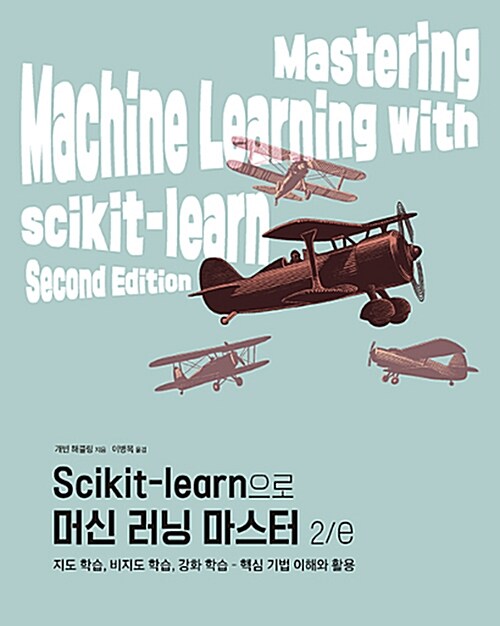 Mastering
Machine Learning with
scikit-learn
Second Edition
개빈 해클링 지음 | 이병욱 옮김
Scikit-learn으로
머신 러닝 마스터 2/e
지도 학습, 비지도 학습, 강화 학습 - 핵심 기법 이해와 활용